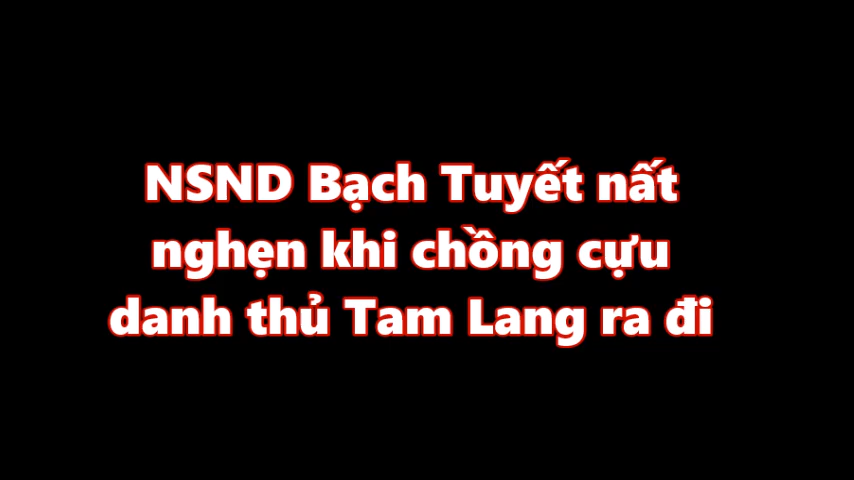 NSND Bạch Tuyết nất
nghẹn khi chồng cựu
danh thủ Tam Lang ra đi